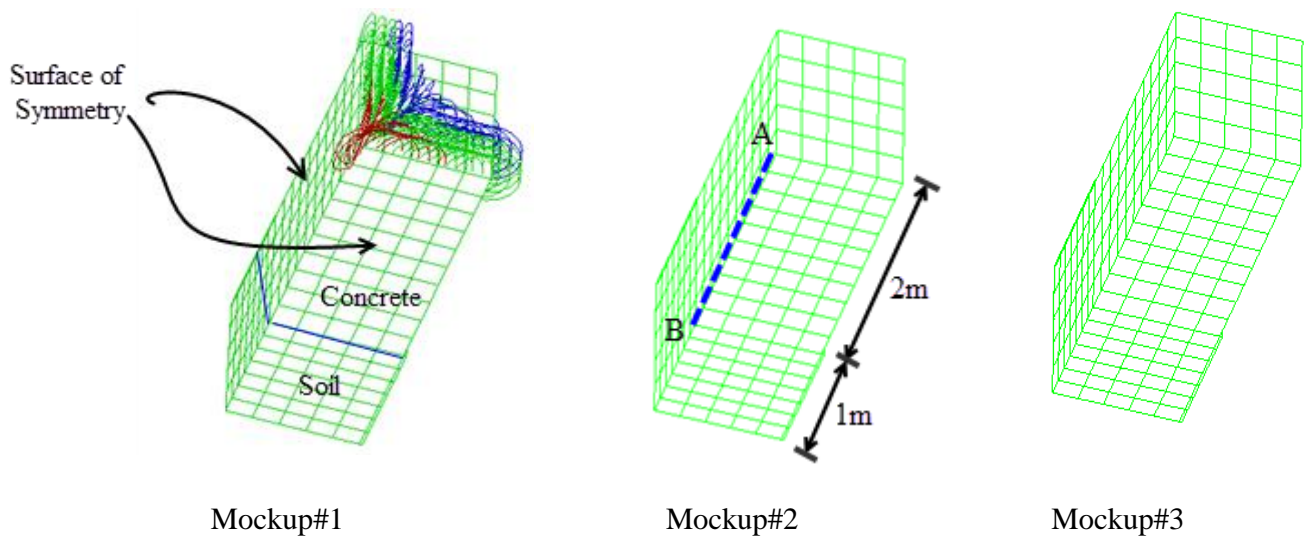 Surface of
Symmetry
Concrete
Soil
A
B
2m
1m
Mockup#1
Mockup#2
Mockup#3